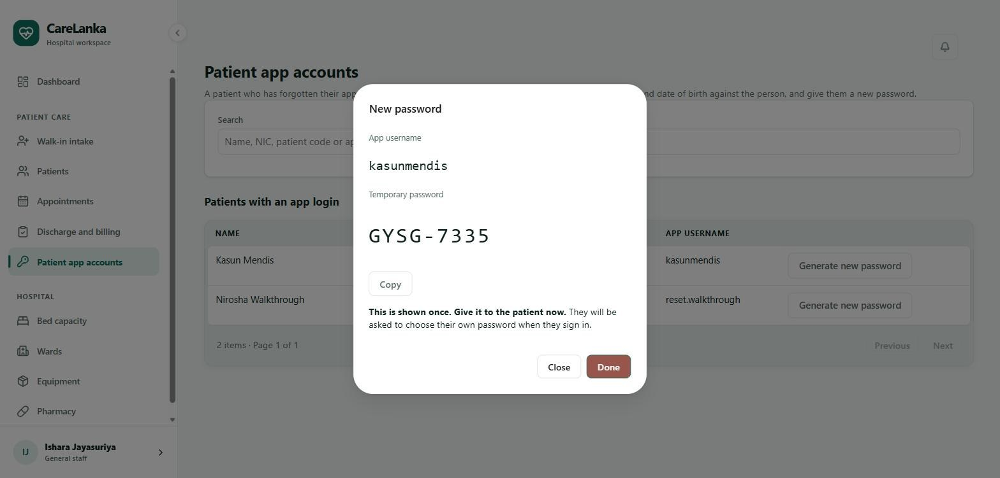 CareLanka
Hospital workspace
Dashboard
PATIENT CARE
Walk-in intake
Patients
Appointments
Discharge and billing
Patient app accounts
HOSPITAL
Bed capacity
Wards
Equipment
Pharmacy
IJ
Ishara Jayasuriya
General staff
Patient app accounts
A patient who has forgotten their app
nd date of birth against the person, and give them a new password.
Search
Name, NIC, patient code or ap
Patients with an app login
NAME
APP USERNAME
Kasun Mendis
kasunmendis
Generate new password
Nirosha Walkthrough
reset.walkthrough
Generate new password
2 items · Page 1 of 1
Previous
Next
New password
App username
kasunmendis
Temporary password
GYSG-7335
Copy
This is shown once. Give it to the patient now. They will be
asked to choose their own password when they sign in.
Close
Done